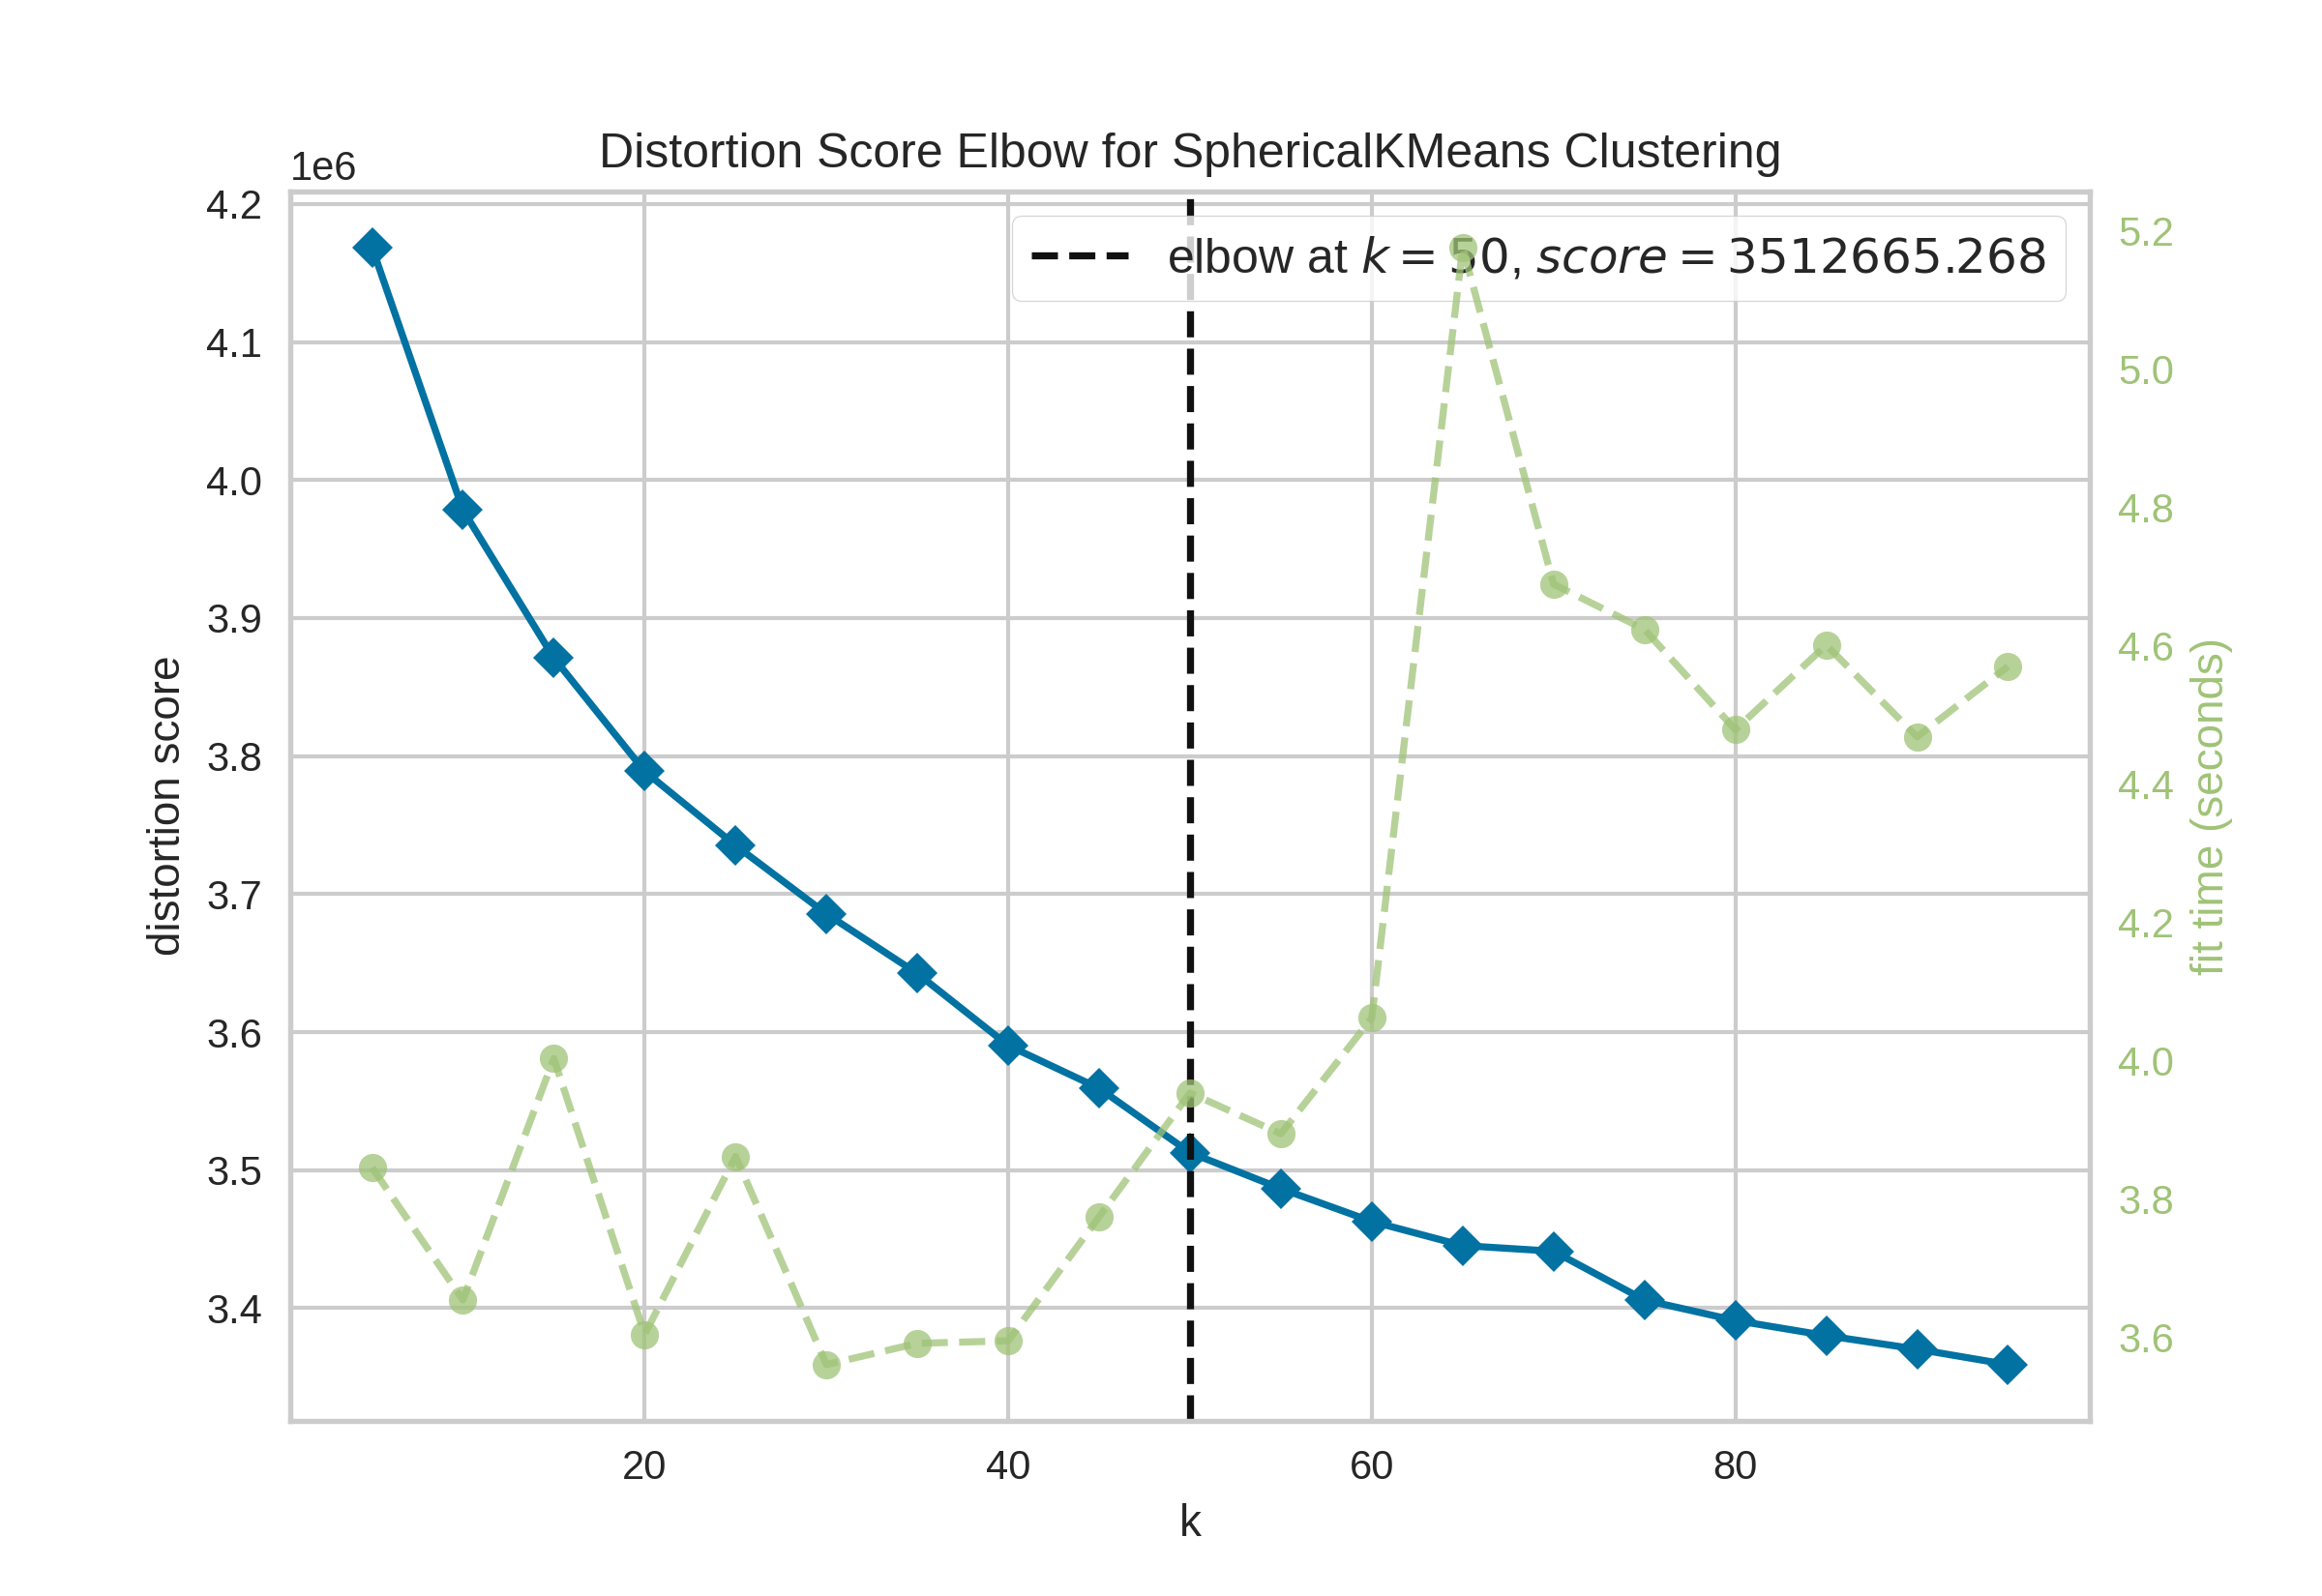 Distortion Score Elbow for SphericalKMeans Clustering
1e6
elbow at k = 50, score = 3512665.268
4.2
4.1
4.0
3.9
3.8
3.7
3.6
3.5
3.4
distortion score
5.2
5.0
4.8
4.6
4.4
4.2
4.0
3.8
3.6
fit time (seconds)
20 40 60 80
k